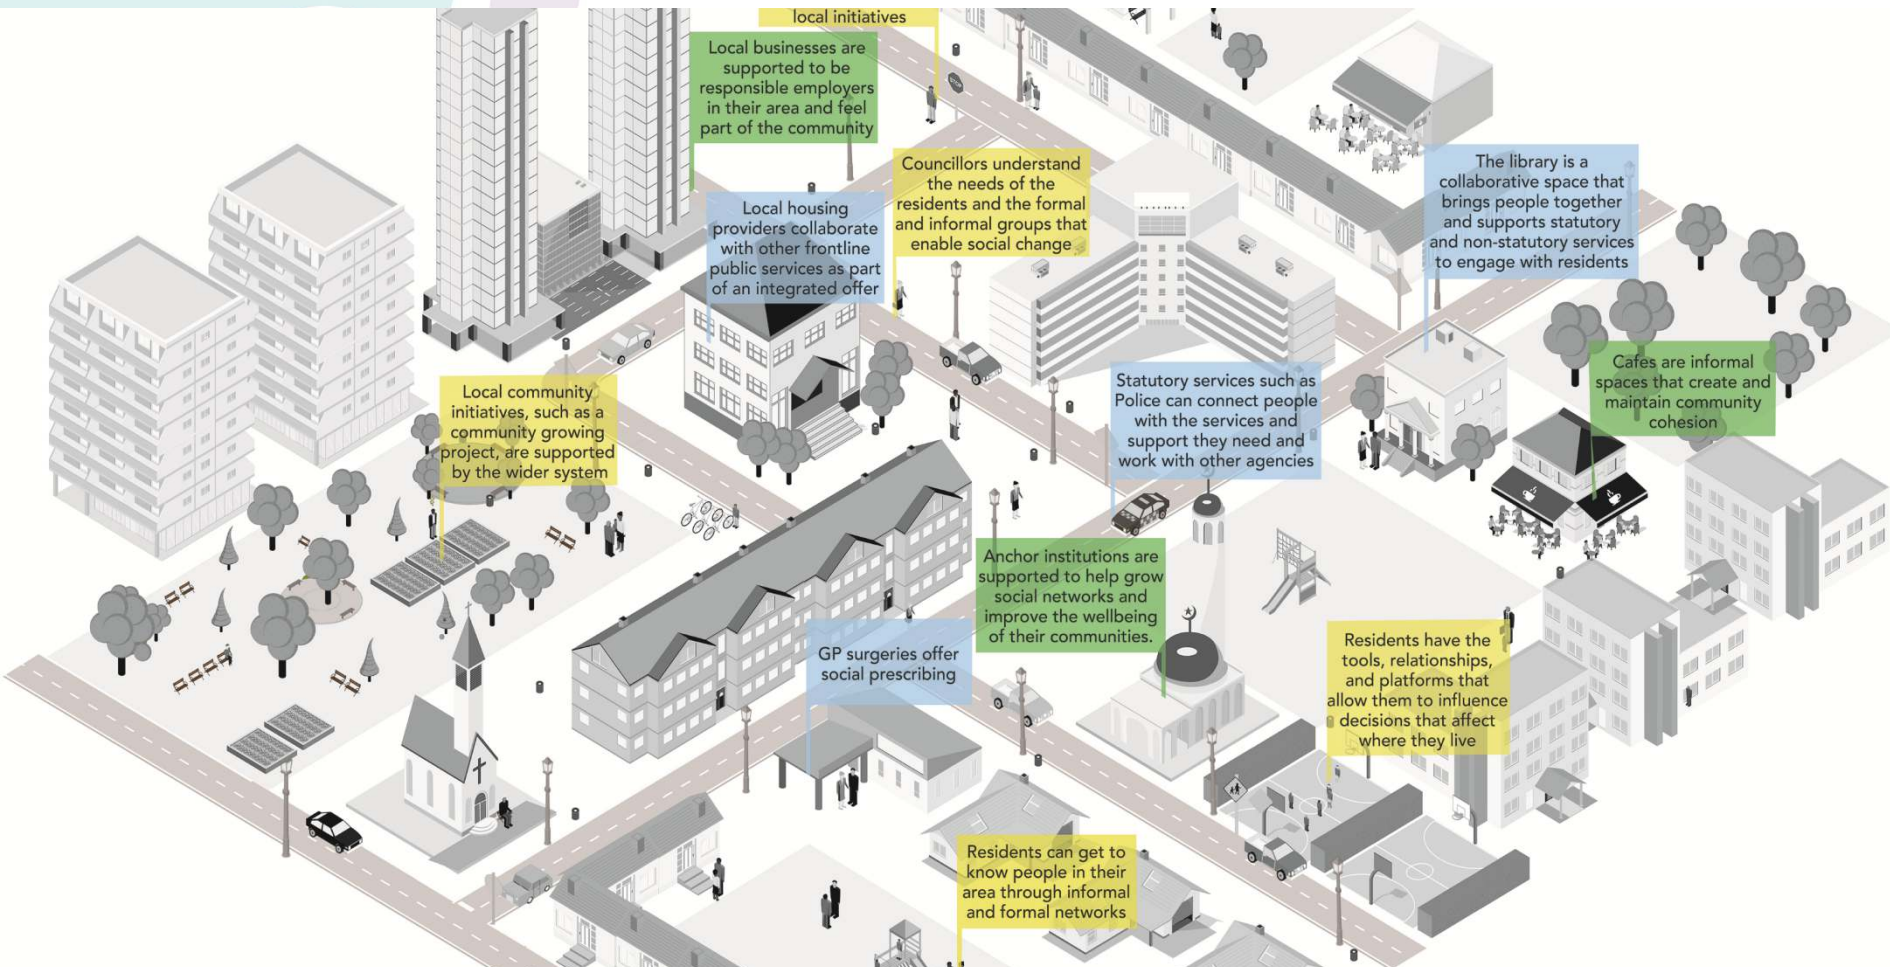 local initiatives
Local businesses are
supported to be
responsible employers
in their area and feel
part of the community
Councillors understand
the needs of the
residents and the formal
and informal groups that
enable social change
The library is a
collaborative space that
brings people together
and supports statutory
and non-statutory services
to engage with residents
Local housing
providers collaborate
with other frontline
public services as part
of an integrated offer
Cafes are informal
spaces that create and
maintain community
cohesion
Statutory services such as
Police can connect people
with the services and
support they need and
work with other agencies
Local community
initiatives, such as a
community growing
project, are supported
by the wider system
Anchor institutions are
supported to help grow
social networks and
improve the wellbeing
of their communities.
GP surgeries offer
social prescribing
Residents have the
tools, relationships,
and platforms that
allow them to influence
decisions that affect
where they live
Residents can get to
know people in their
area through informal
and formal networks
STOP